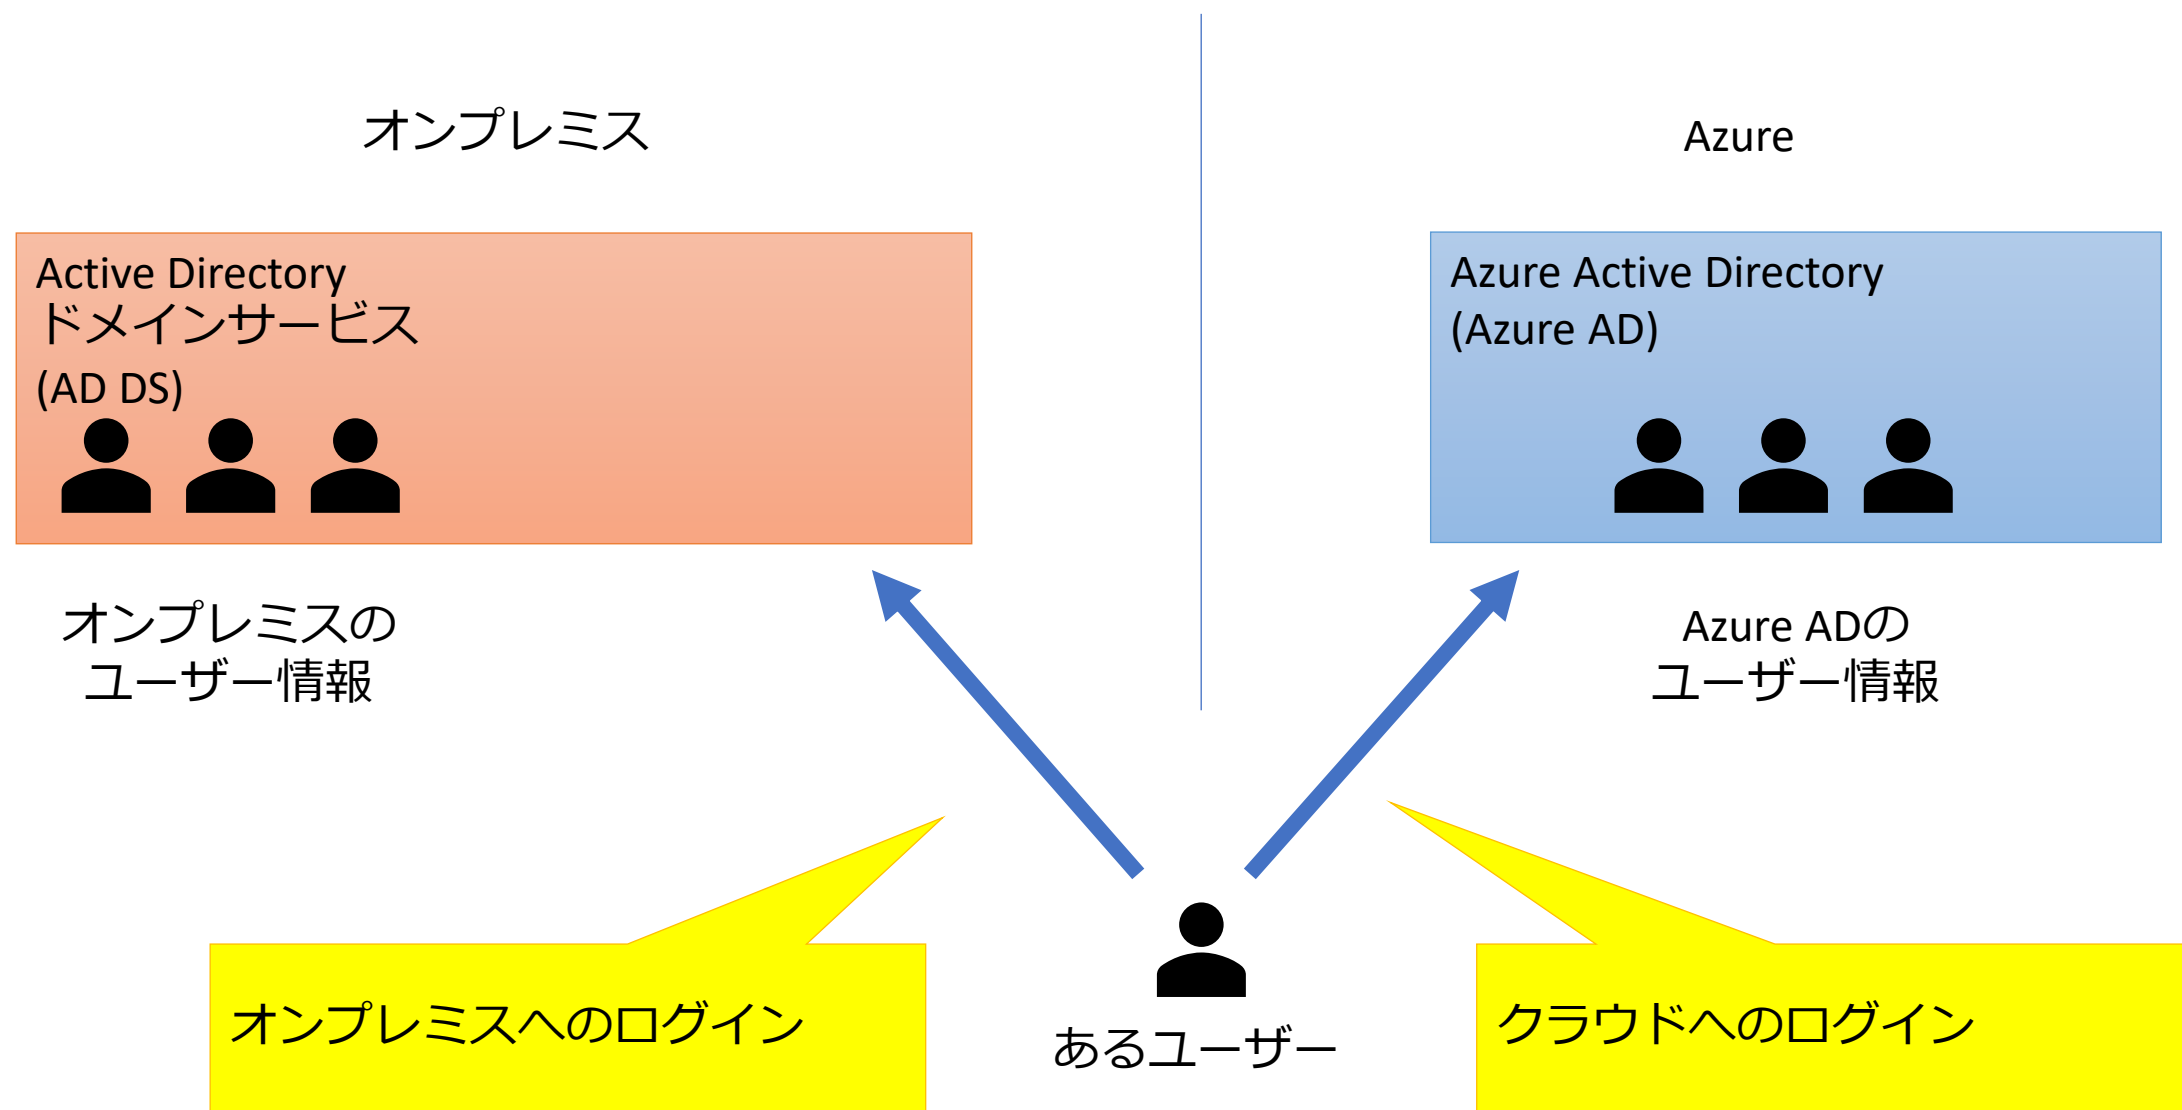 オンプレミス
Azure
Active Directory
ドメインサービス
(AD DS)
Azure Active Directory
(Azure AD)
オンプレミスの
ユーザー情報
Azure ADの
ユーザー情報
オンプレミスへのログイン
あるユーザー
クラウドへのログイン